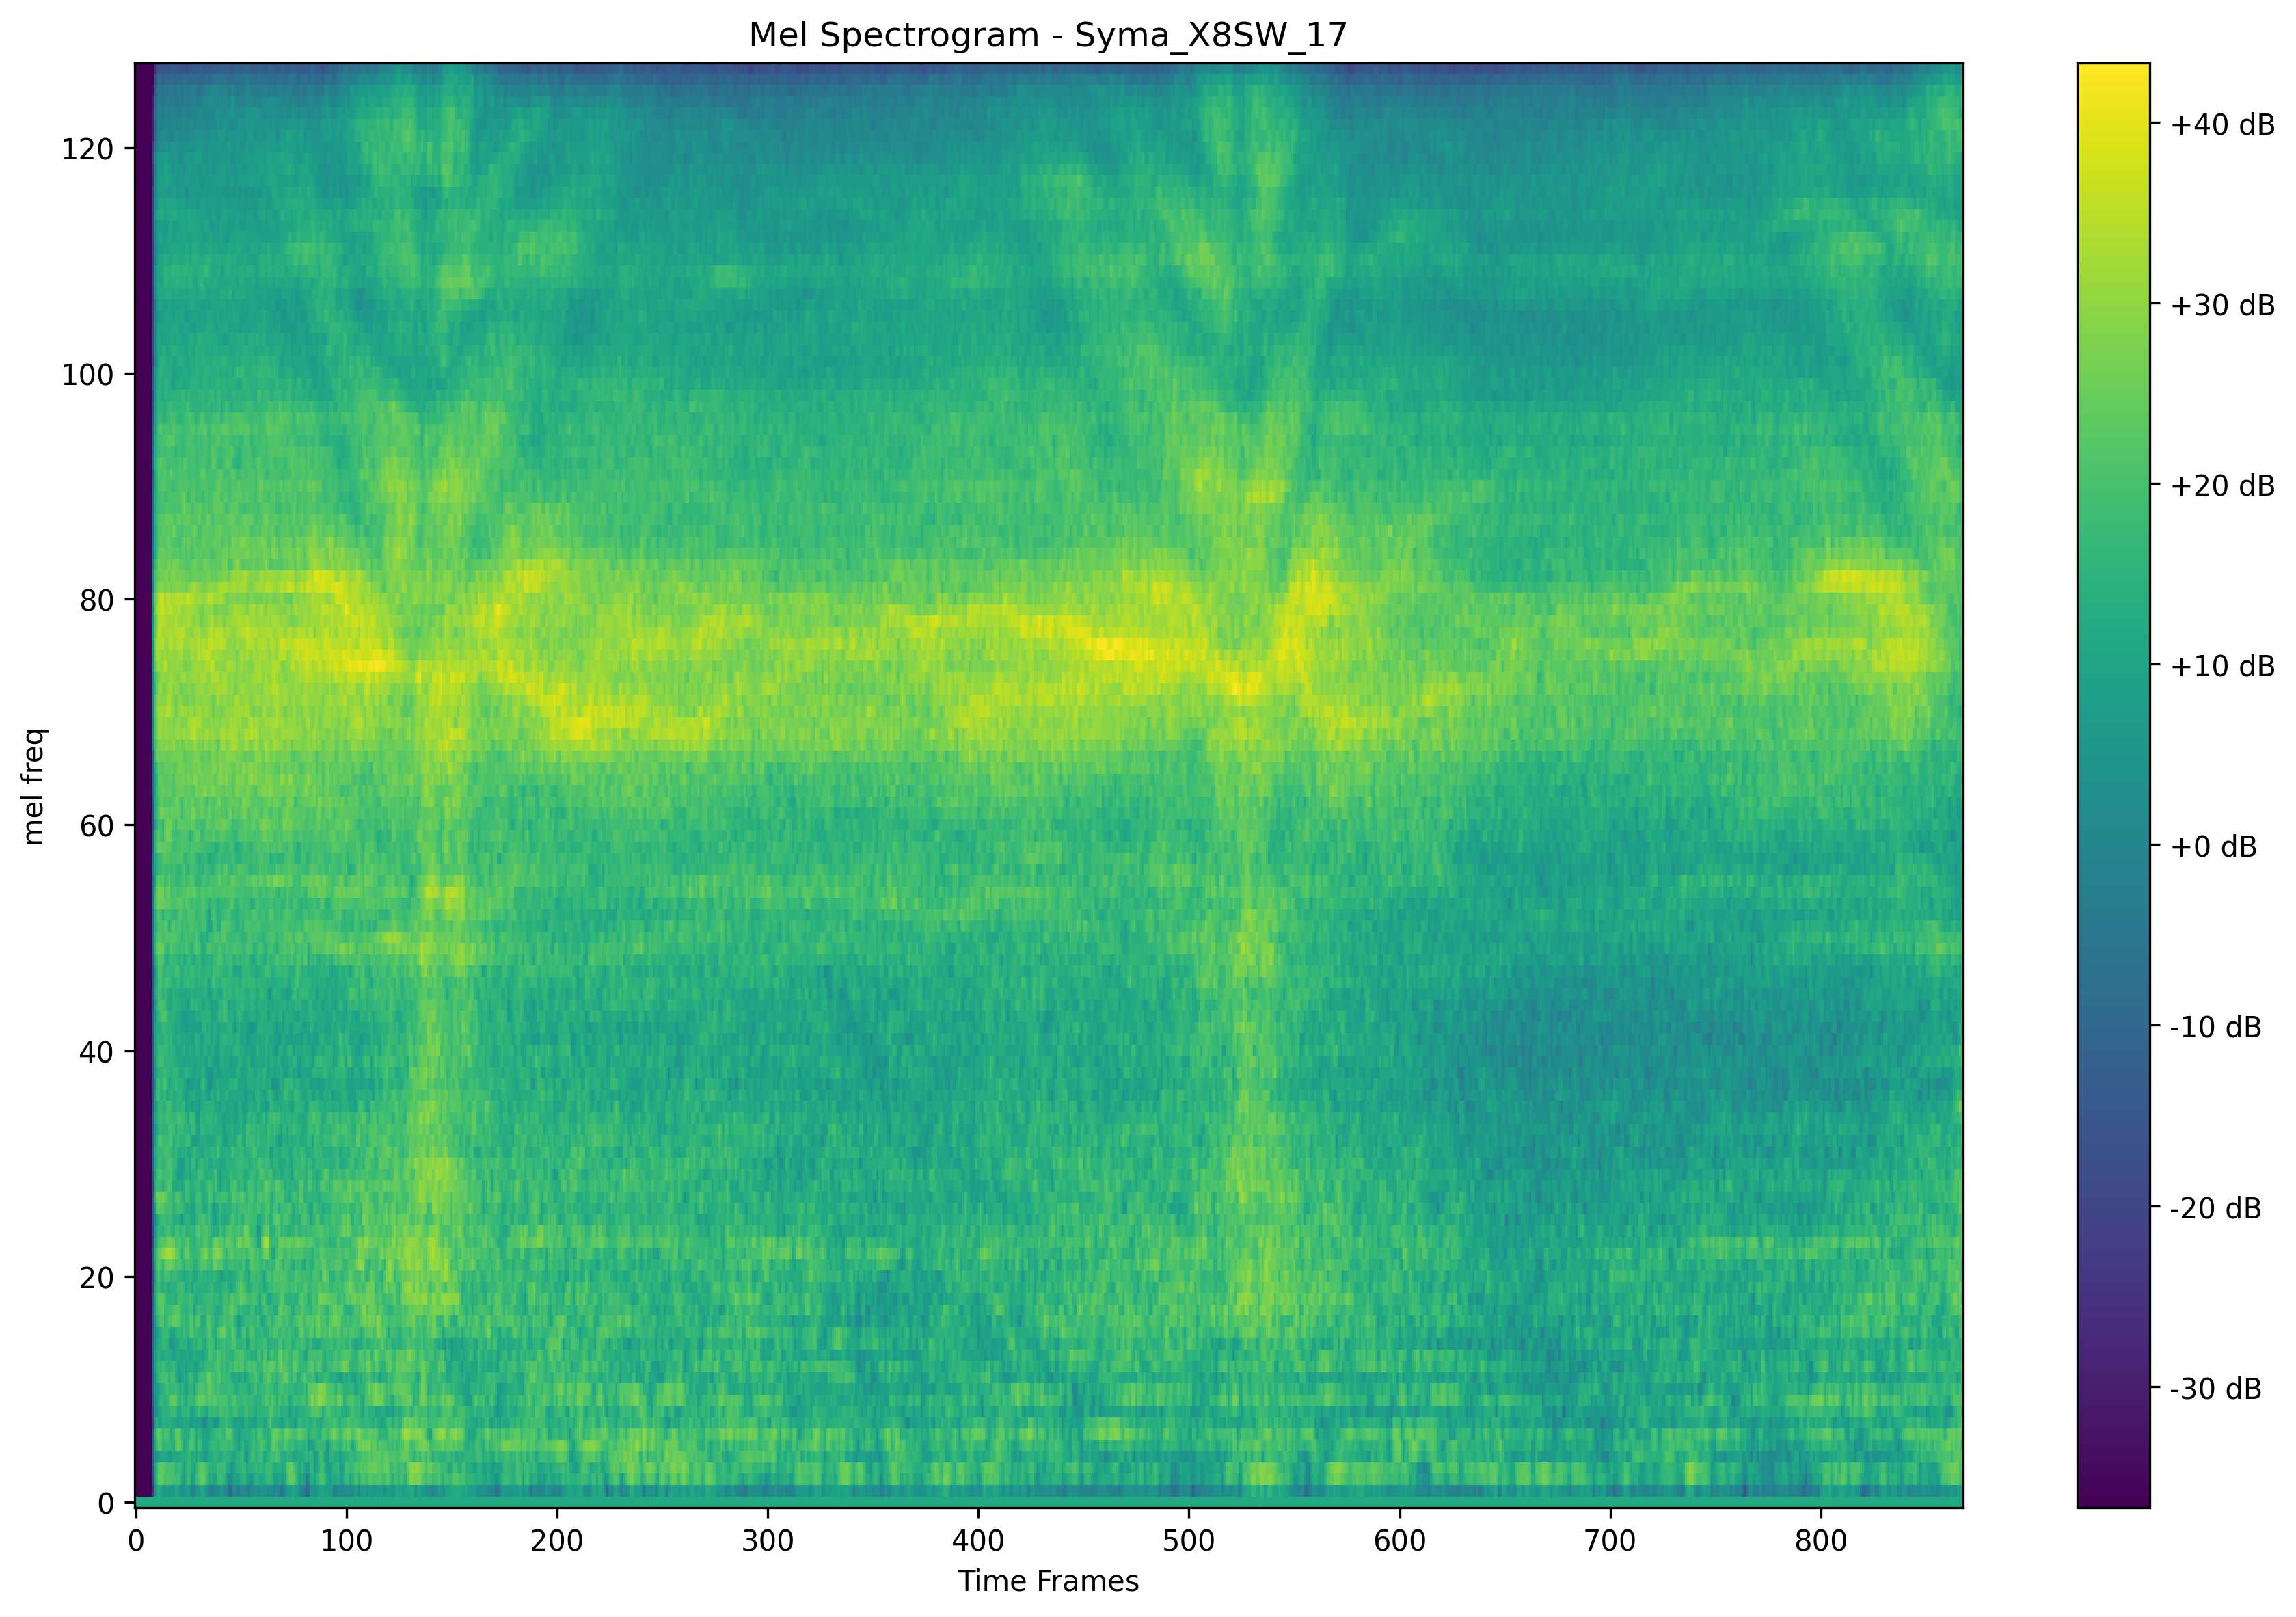 Mel Spectrogram - Syma_X8SW_17
120
100
80
60
40
20
0
mel freq
0 100 200 300 400 500 600 700 800
Time Frames
+40 dB
+30 dB
+20 dB
+10 dB
+0 dB
-10 dB
-20 dB
-30 dB